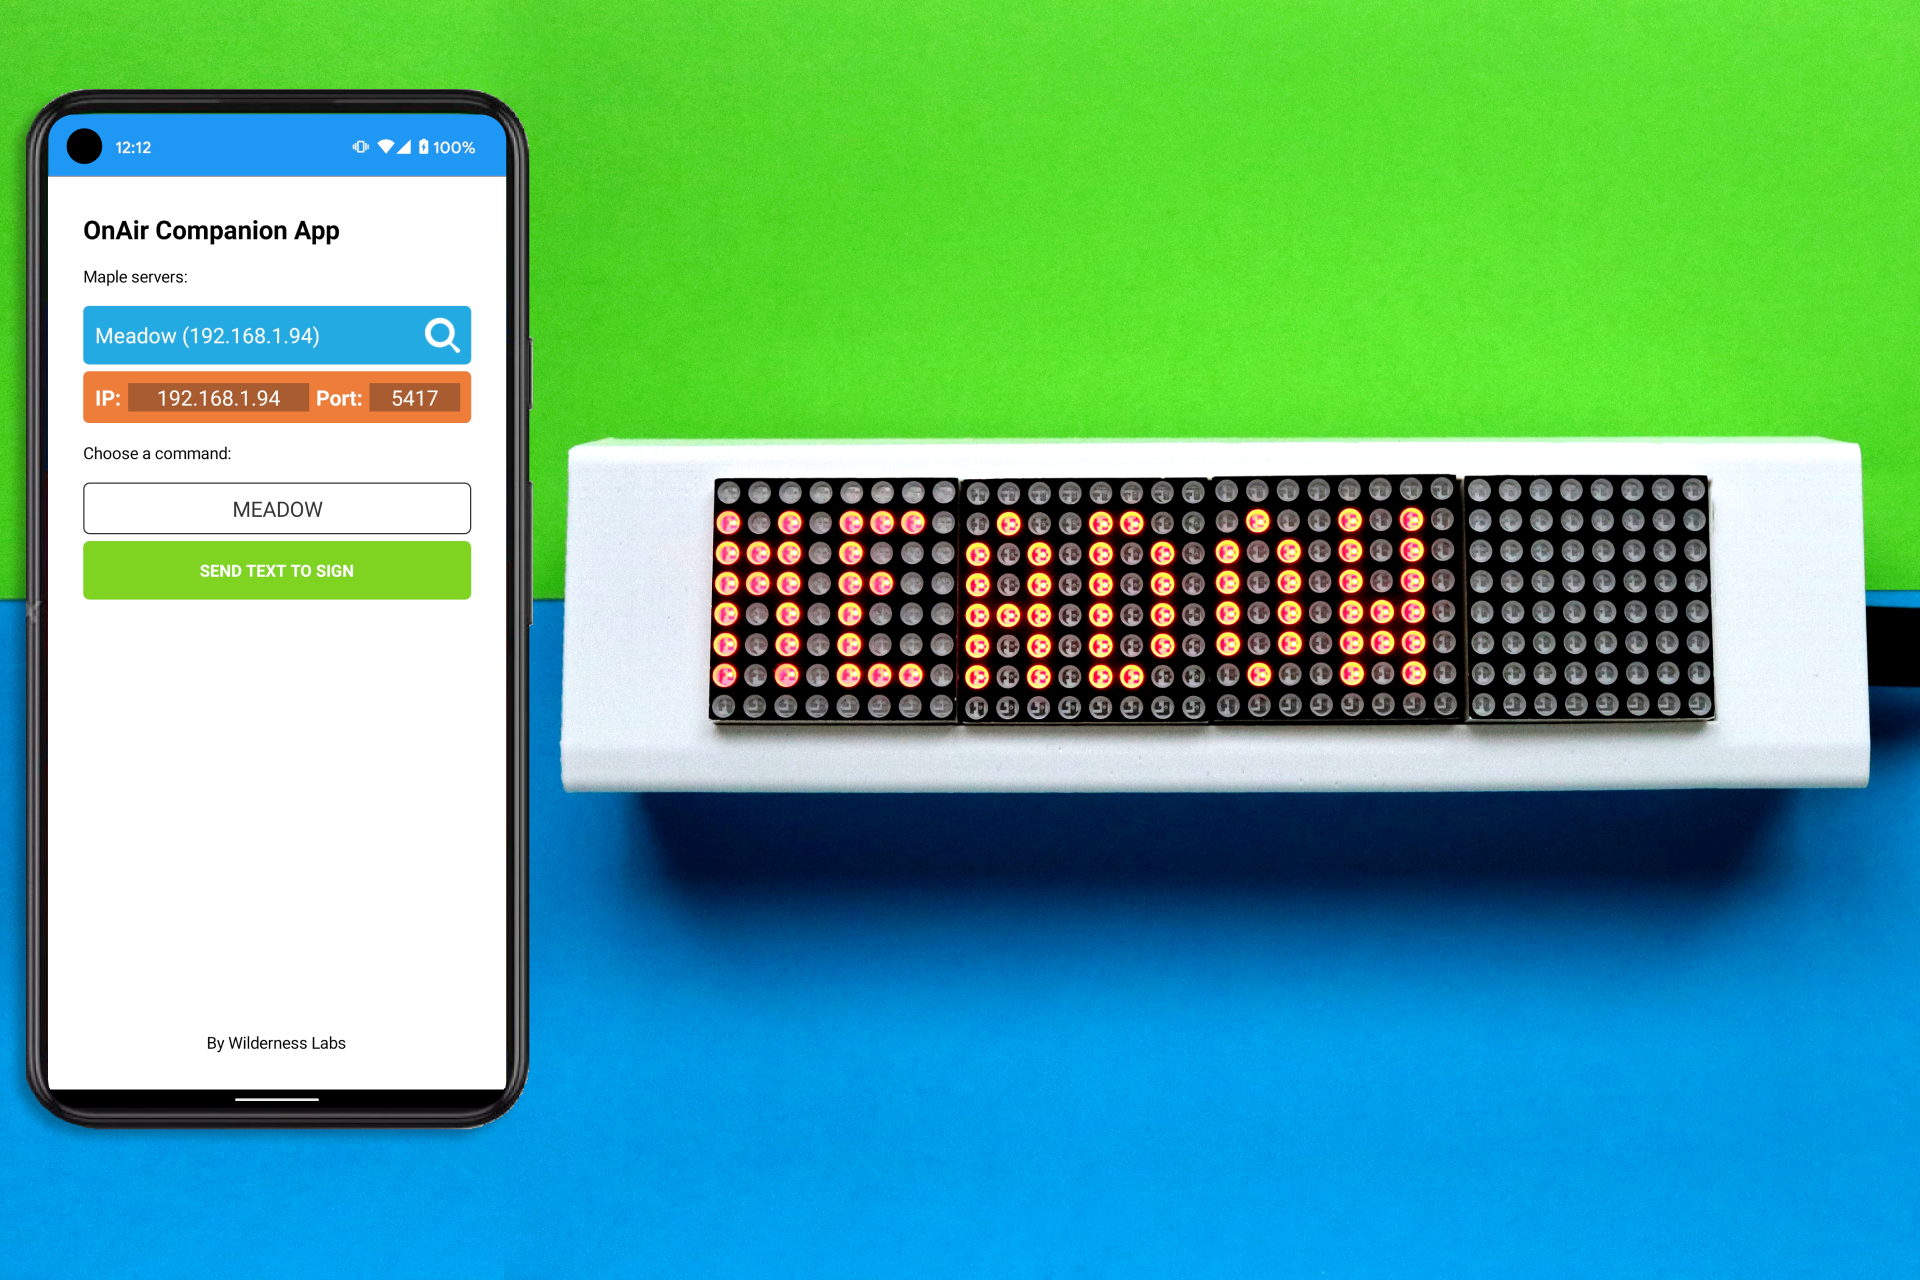 12:12 100%
OnAir Companion App
Maple servers:
Meadow (192.168.1.94)
IP: 192.168.1.94 Port: 5417
Choose a command:
MEADOW
SEND TEXT TO SIGN
By Wilderness Labs
MEADOW